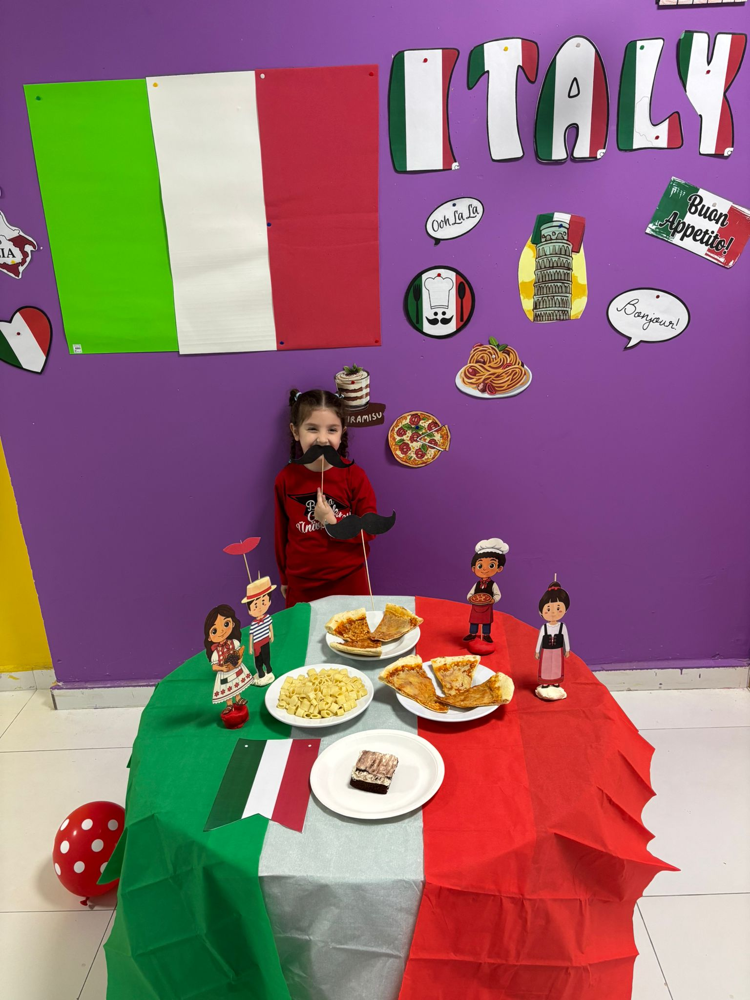 ITALY
Buon
Appetito!
Ooh La La
IA
Bonjour!
IRAMISU